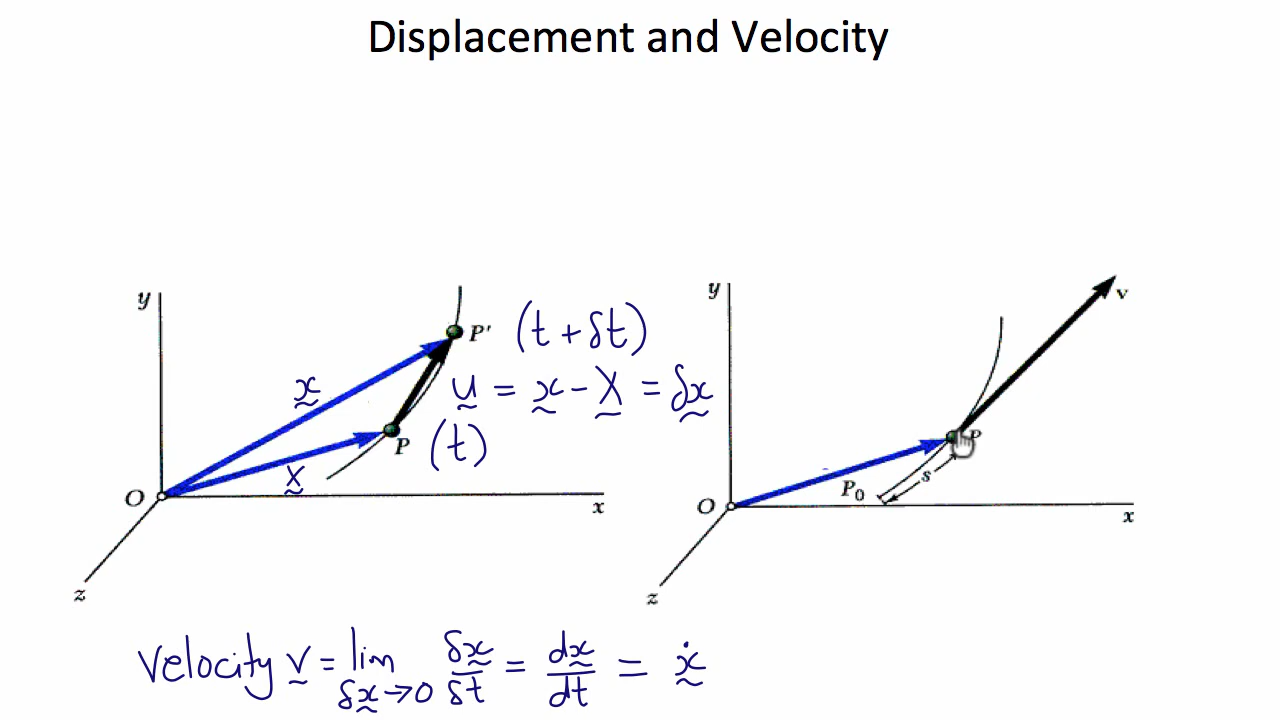 Displacement and Velocity
y
P' (t + δt)
x̰
ṵ = x̰ - X̰ = δx̰
P (t)
X̰
O
x
z
y
v
P
s
P₀
O
x
z
Velocity v̰ = lim δx̰→0 δx̰/δt = dx̰/dt = ẋ̰